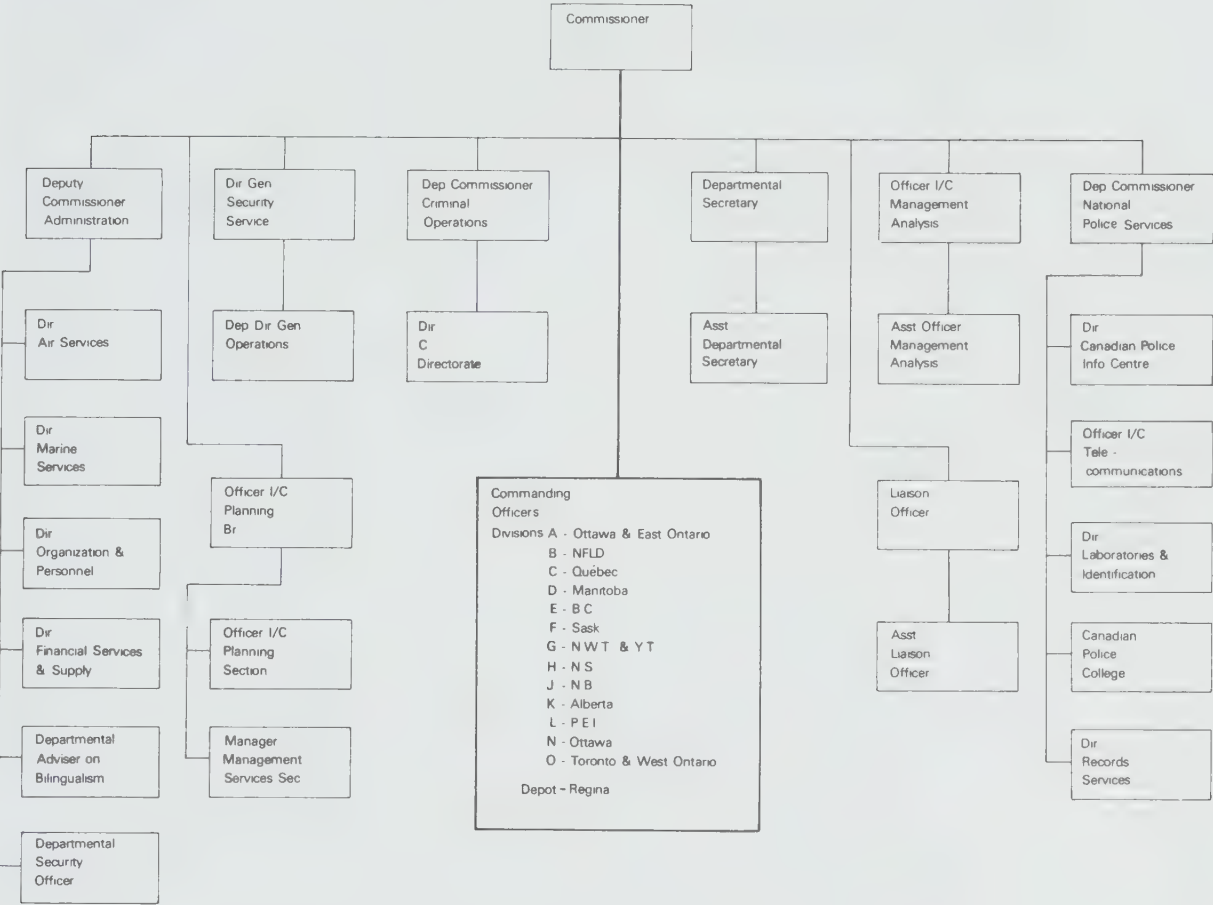 Commissioner
Deputy
Commissioner
Administration
Dir Gen
Security
Service
Dep Commissioner
Criminal
Operations
Departmental
Secretary
Officer I/C
Management
Analysis
Dep Commissioner
National
Police Services
Dir
Air Services
Dep Dir Gen
Operations
Dir
C
Directorate
Asst
Departmental
Secretary
Asst Officer
Management
Analysis
Dir
Canadian Police
Info Centre
Dir
Marine
Services
Officer I/C
Planning
Br
Commanding
Officers
Divisions A - Ottawa & East Ontario
B - NFLD
C - Québec
D - Manitoba
E - B C
F - Sask
G - N W T & Y T
H - N S
J - N B
K - Alberta
L - P E I
N - Ottawa
O - Toronto & West Ontario
Depot - Regina
Liaison
Officer
Officer I/C
Tele -
communications
Dir
Organization &
Personnel
Dir
Laboratories &
Identification
Dir
Financial Services
& Supply
Officer I/C
Planning
Section
Asst
Liaison
Officer
Canadian
Police
College
Departmental
Adviser on
Bilingualism
Manager
Management
Services Sec
Dir
Records
Services
Departmental
Security
Officer